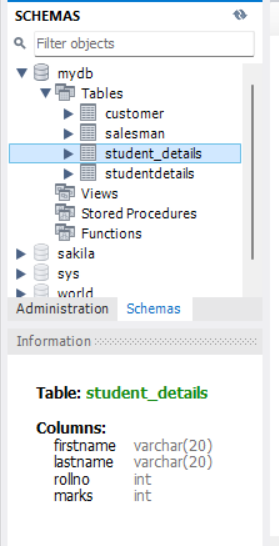 SCHEMAS
Filter objects
mydb
Tables
customer
salesman
student_details
studentdetails
Views
Stored Procedures
Functions
sakila
sys
world
Administration Schemas
Information
Table: student_details
Columns:
firstname varchar(20)
lastname varchar(20)
rollno int
marks int